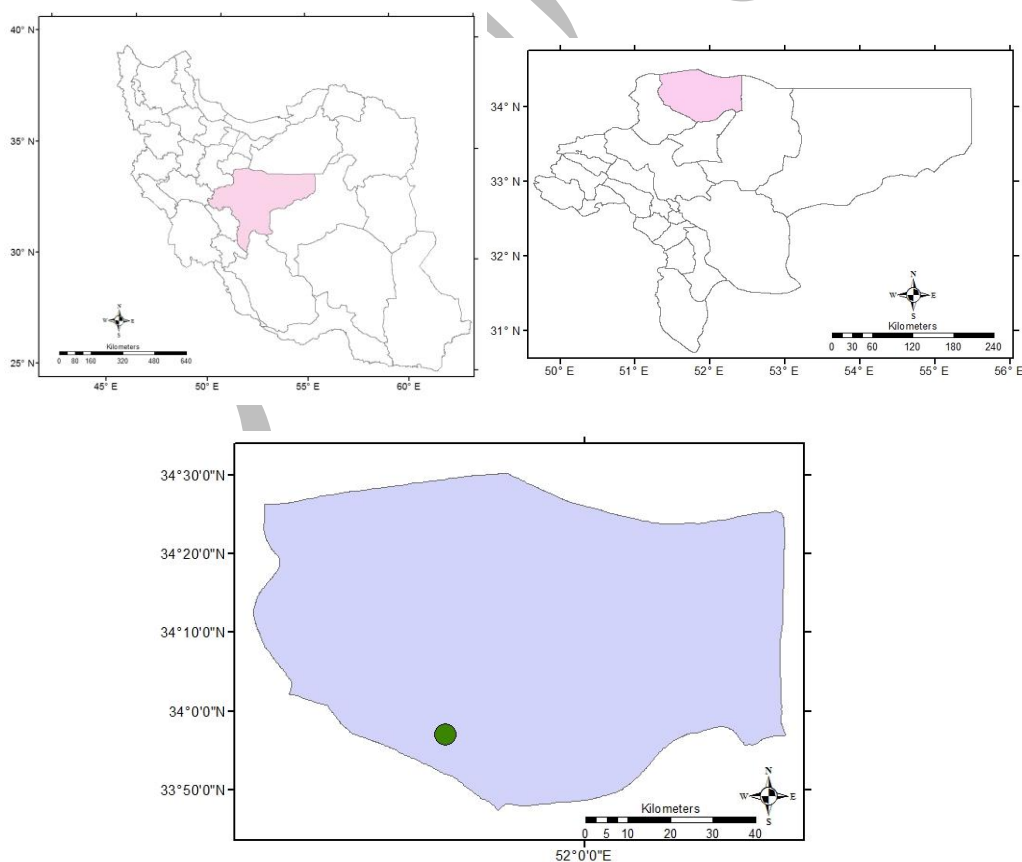 40° N
35° N
30° N
25° N
N
W E
S
Kilometers
0 80 160 320 480 640
45° E 50° E 55° E 60° E
34° N
33° N
32° N
31° N
N
W E
S
Kilometers
0 30 60 120 180 240
50° E 51° E 52° E 53° E 54° E 55° E 56° E
34°30'0"N
34°20'0"N
34°10'0"N
34°0'0"N
33°50'0"N
N
W E
S
Kilometers
0 5 10 20 30 40
52°0'0"E